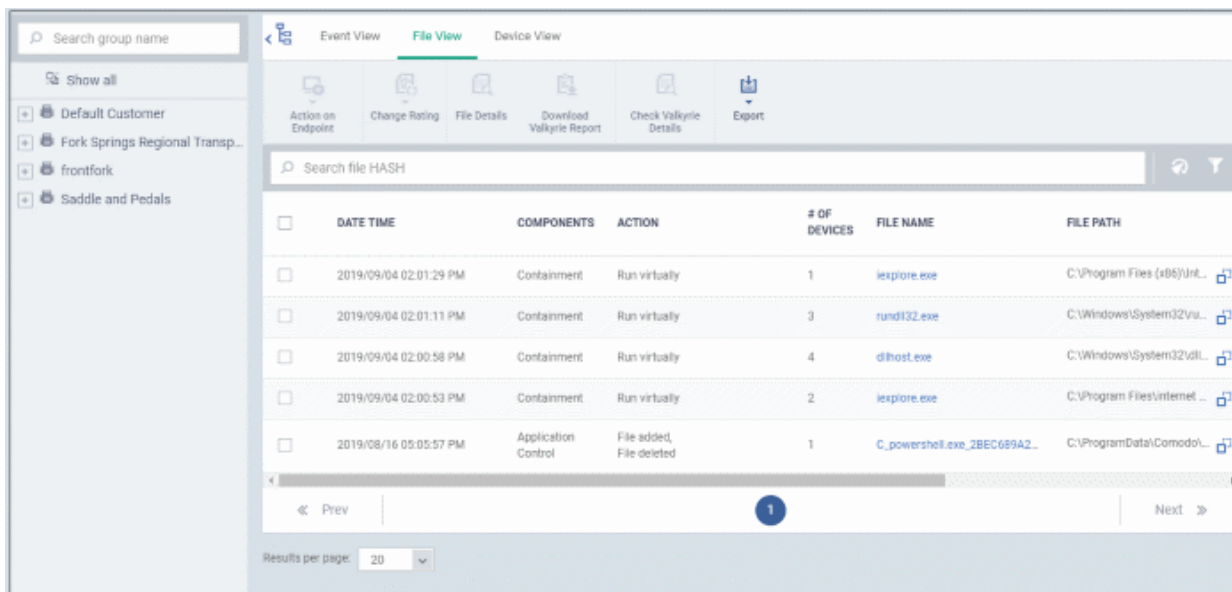 Search group name
Show all
Default Customer
Fork Springs Regional Transp...
frontfork
Saddle and Pedals
Event View File View Device View
Action on Endpoint
Change Rating
File Details
Download Valkyrie Report
Check Valkyrie Details
Export
Search file HASH
DATE TIME COMPONENTS ACTION # OF DEVICES FILE NAME FILE PATH
2019/09/04 02:01:29 PM Containment Run virtually 1 iexplore.exe C:\Program Files (x86)\Int...
2019/09/04 02:01:11 PM Containment Run virtually 3 rundll32.exe C:\Windows\System32\ru...
2019/09/04 02:00:58 PM Containment Run virtually 4 dllhost.exe C:\Windows\System32\dll...
2019/09/04 02:00:53 PM Containment Run virtually 2 iexplore.exe C:\Program Files\internet ...
2019/08/16 05:05:57 PM Application Control File added, File deleted 1 C_powershell.exe_2BEC689A2... C:\ProgramData\Comodo\...
Prev 1 Next
Results per page: 20